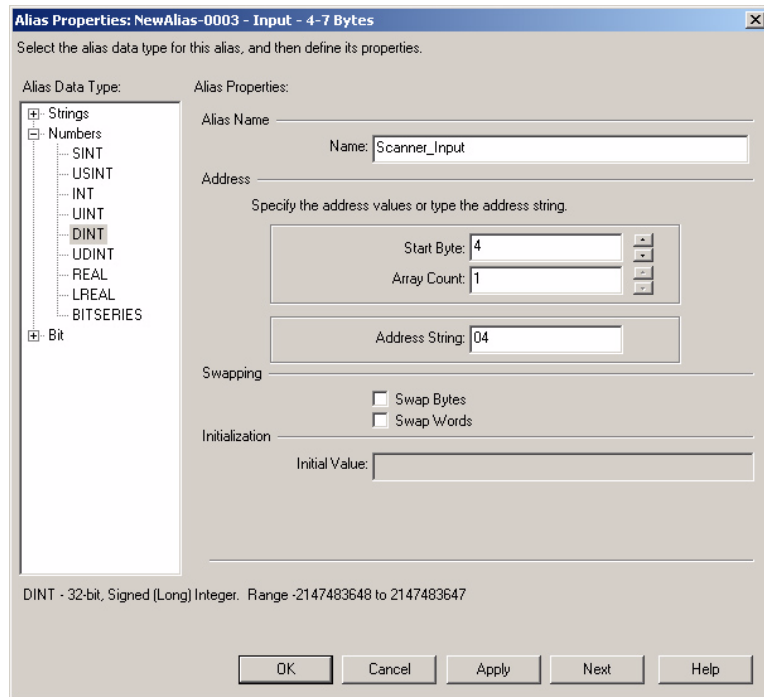 Alias Properties: NewAlias-0003 - Input - 4-7 Bytes
Select the alias data type for this alias, and then define its properties.
Alias Data Type:
Strings
Numbers
SINT
USINT
INT
UINT
DINT
UDINT
REAL
LREAL
BITSERIES
Bit
Alias Properties:
Alias Name
Name: Scanner_Input
Address
Specify the address values or type the address string.
Start Byte: 4
Array Count: 1
Address String: 04
Swapping
Swap Bytes
Swap Words
Initialization
Initial Value:
DINT - 32-bit, Signed (Long) Integer. Range -2147483648 to 2147483647
OK Cancel Apply Next Help